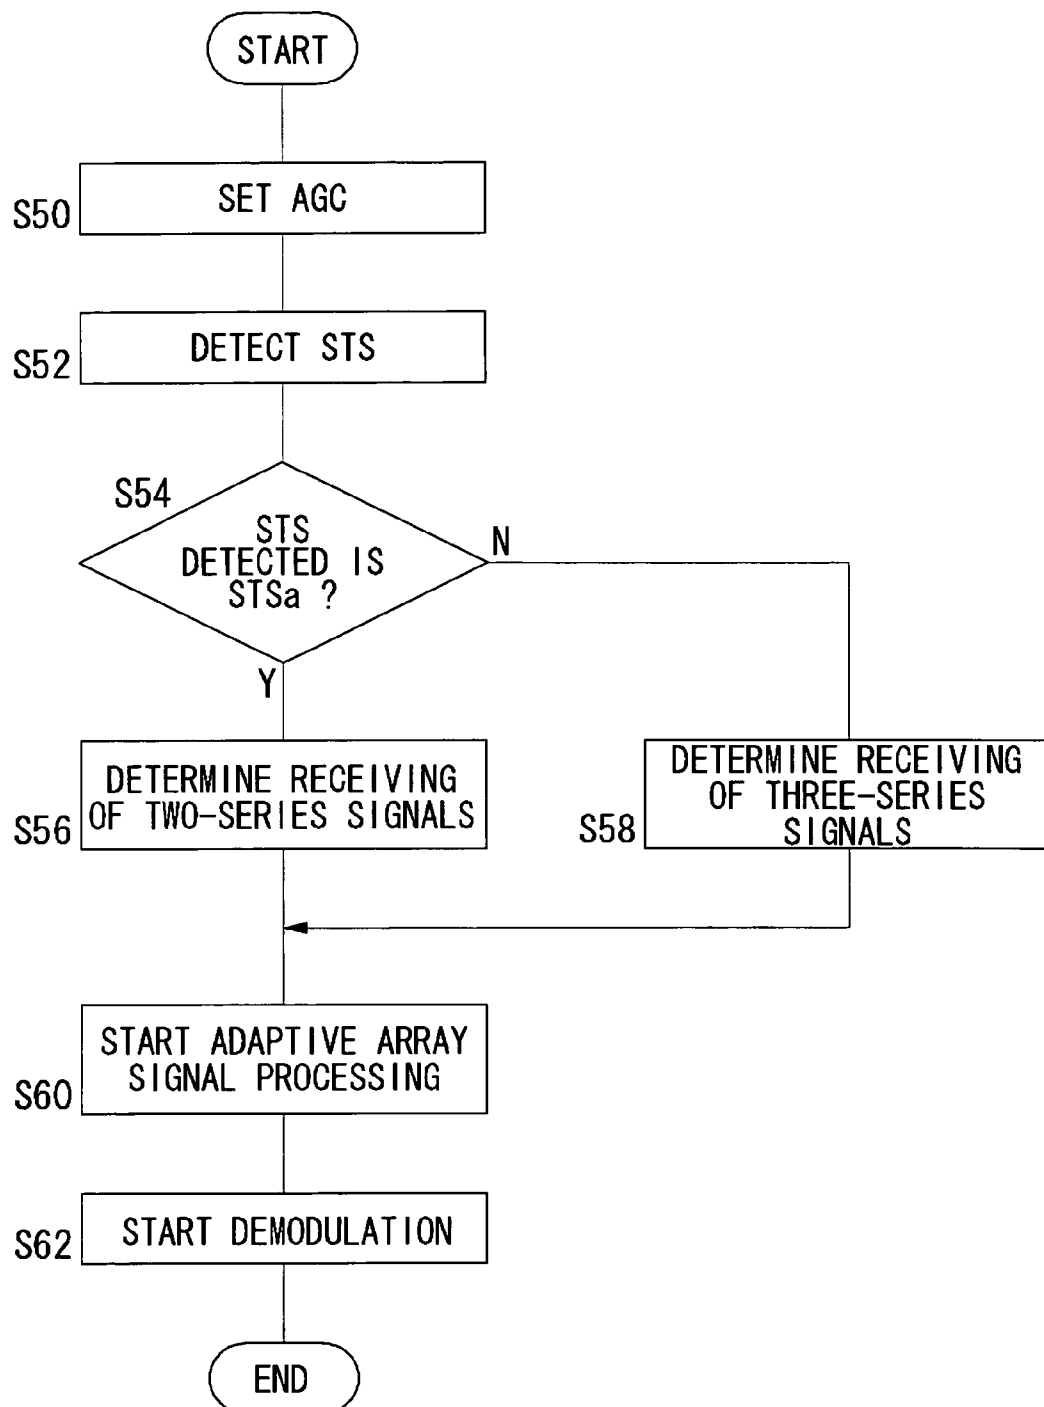 START
S50
SET AGC
S52
DETECT STS
S54
STS
DETECTED IS
STSa ?
N
Y
S56
DETERMINE RECEIVING
OF TWO-SERIES SIGNALS
S58
DETERMINE RECEIVING
OF THREE-SERIES
SIGNALS
S60
START ADAPTIVE ARRAY
SIGNAL PROCESSING
S62
START DEMODULATION
END